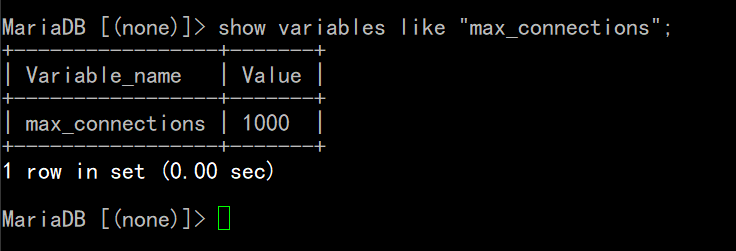 MariaDB [(none)]> show variables like "max_connections";
+-----------------+-------+
| Variable_name   | Value |
+-----------------+-------+
| max_connections | 1000  |
+-----------------+-------+
1 row in set (0.00 sec)
MariaDB [(none)]>